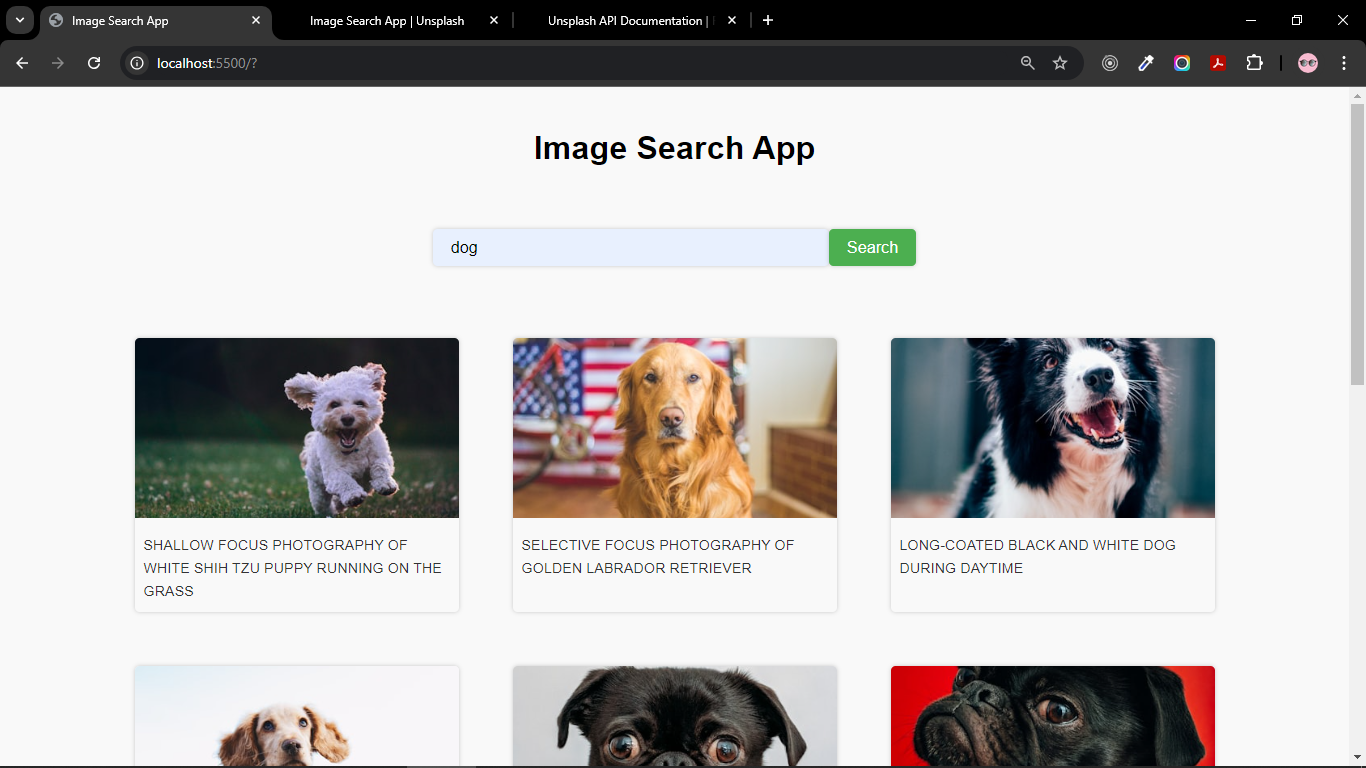 Image Search App
Image Search App | Unsplash
Unsplash API Documentation |
localhost:5500/?
Image Search App
dog
Search
SHALLOW FOCUS PHOTOGRAPHY OF
WHITE SHIH TZU PUPPY RUNNING ON THE
GRASS
SELECTIVE FOCUS PHOTOGRAPHY OF
GOLDEN LABRADOR RETRIEVER
LONG-COATED BLACK AND WHITE DOG
DURING DAYTIME